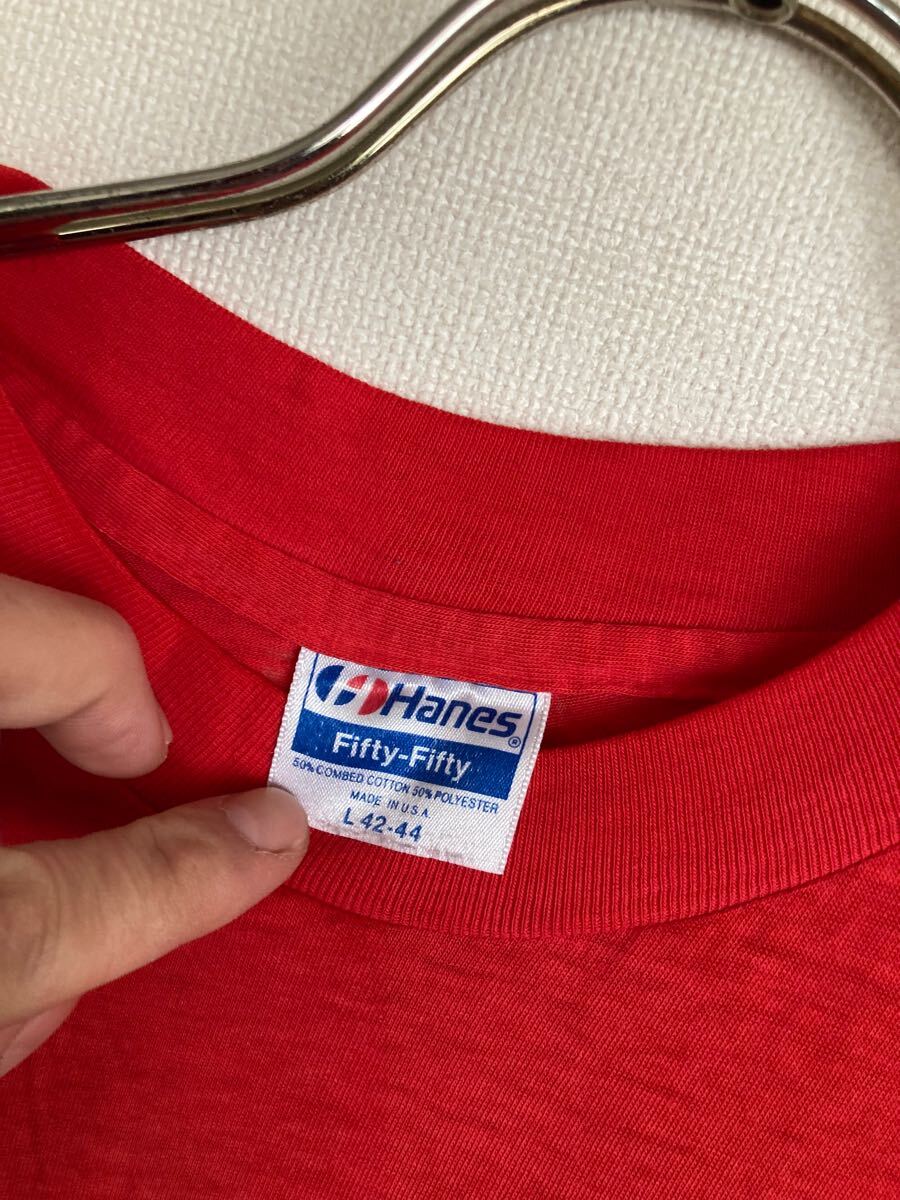 Hanes®
Fifty-Fifty
50% COMBED COTTON 50% POLYESTER
MADE IN U.S.A.
L 42-44